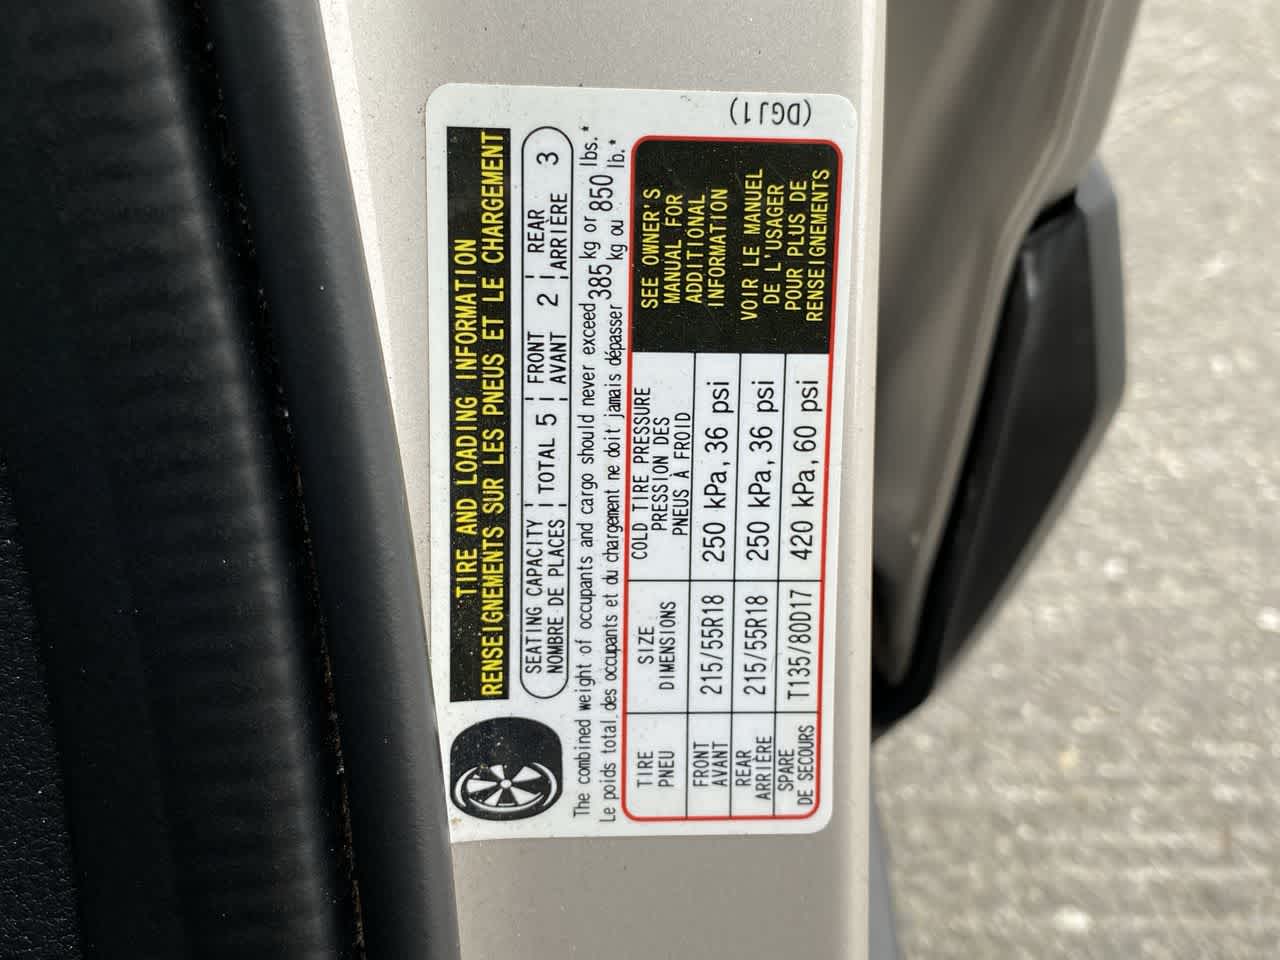 TIRE AND LOADING INFORMATION
RENSEIGNEMENTS SUR LES PNEUS ET LE CHARGEMENT
SEATING CAPACITY TOTAL 5 FRONT 2 REAR 3
NOMBRE DE PLACES AVANT ARRIÈRE
The combined weight of occupants and cargo should never exceed 385 kg or 850 lbs.*
Le poids total des occupants et du chargement ne doit jamais dépasser kg ou lb.*
TIRE SIZE COLD TIRE PRESSURE
PNEU DIMENSIONS PRESSION DES
PNEUS À FROID
FRONT 215/55R18 250 kPa, 36 psi
AVANT
REAR 215/55R18 250 kPa, 36 psi
ARRIÈRE
SPARE T135/80D17 420 kPa, 60 psi
DE SECOURS
SEE OWNER'S
MANUAL FOR
ADDITIONAL
INFORMATION
VOIR LE MANUEL
DE L'USAGER
POUR PLUS DE
RENSEIGNEMENTS
(DGJ1)